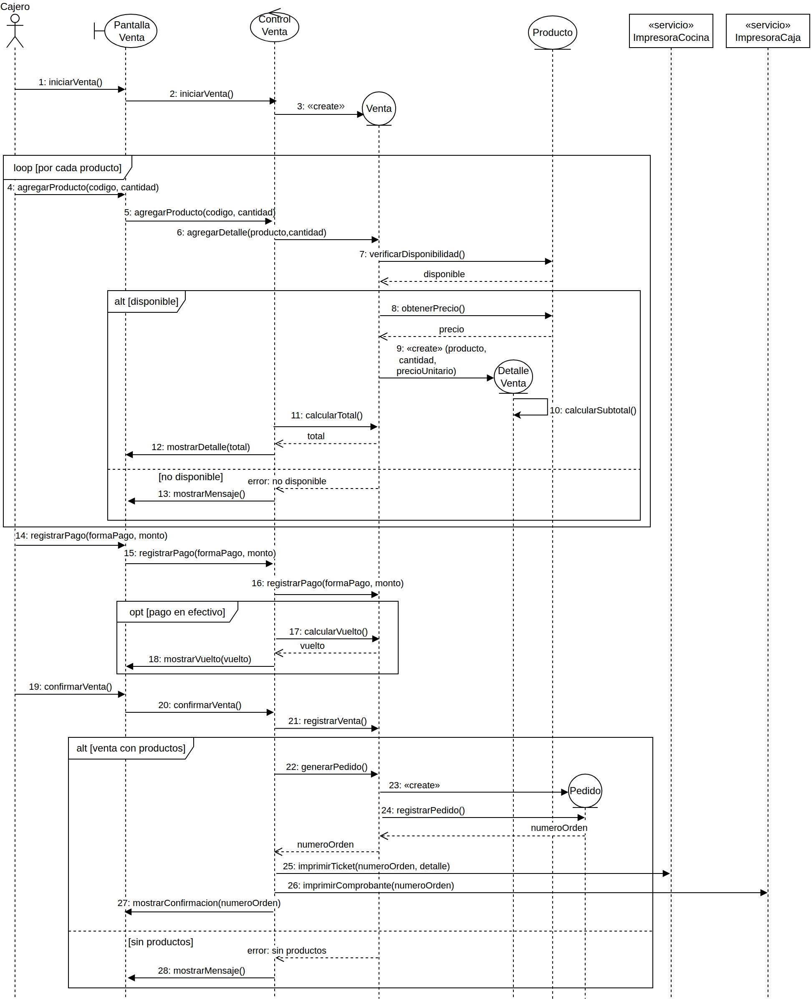 Cajero
Pantalla
Venta
Control
Venta
Producto
«servicio»
ImpresoraCocina
«servicio»
ImpresoraCaja
1: iniciarVenta()
2: iniciarVenta()
3: «create»
Venta
loop [por cada producto]
4: agregarProducto(codigo, cantidad)
5: agregarProducto(codigo, cantidad)
6: agregarDetalle(producto,cantidad)
7: verificarDisponibilidad()
disponible
alt [disponible]
8: obtenerPrecio()
precio
9: «create» (producto,
cantidad,
precioUnitario)
Detalle
Venta
10: calcularSubtotal()
11: calcularTotal()
total
12: mostrarDetalle(total)
[no disponible]
error: no disponible
13: mostrarMensaje()
14: registrarPago(formaPago, monto)
15: registrarPago(formaPago, monto)
16: registrarPago(formaPago, monto)
opt [pago en efectivo]
17: calcularVuelto()
vuelto
18: mostrarVuelto(vuelto)
19: confirmarVenta()
20: confirmarVenta()
21: registrarVenta()
alt [venta con productos]
22: generarPedido()
23: «create»
Pedido
24: registrarPedido()
numeroOrden
numeroOrden
25: imprimirTicket(numeroOrden, detalle)
26: imprimirComprobante(numeroOrden)
27: mostrarConfirmacion(numeroOrden)
[sin productos]
error: sin productos
28: mostrarMensaje()